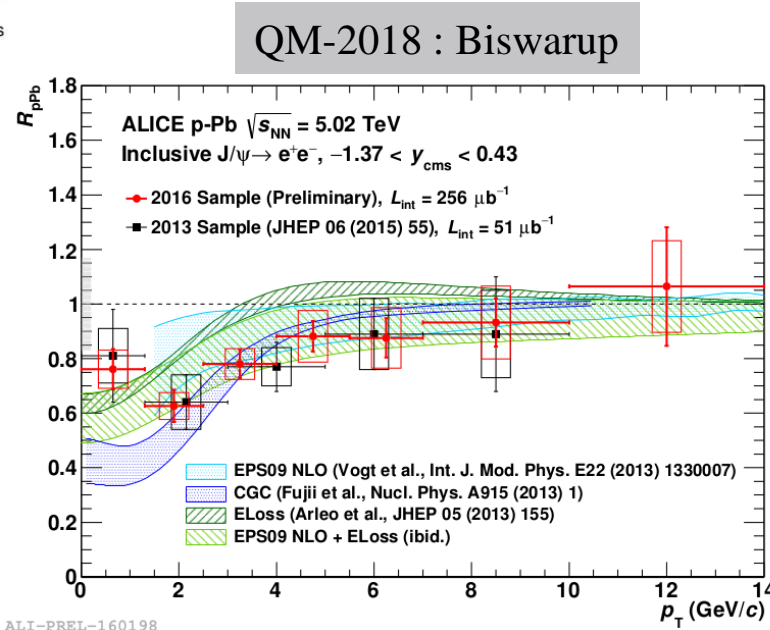 s
QM-2018 : Biswarup
R_pPb
1.8
1.6
1.4
1.2
1
0.8
0.6
0.4
0.2
0
ALICE p-Pb √s_NN = 5.02 TeV
Inclusive J/ψ→ e⁺e⁻, −1.37 < y_cms < 0.43
2016 Sample (Preliminary), L_int = 256 μb⁻¹
2013 Sample (JHEP 06 (2015) 55), L_int = 51 μb⁻¹
EPS09 NLO (Vogt et al., Int. J. Mod. Phys. E22 (2013) 1330007)
CGC (Fujii et al., Nucl. Phys. A915 (2013) 1)
ELoss (Arleo et al., JHEP 05 (2013) 155)
EPS09 NLO + ELoss (ibid.)
0 2 4 6 8 10 12 14
p_T (GeV/c)
ALI-PREL-160198